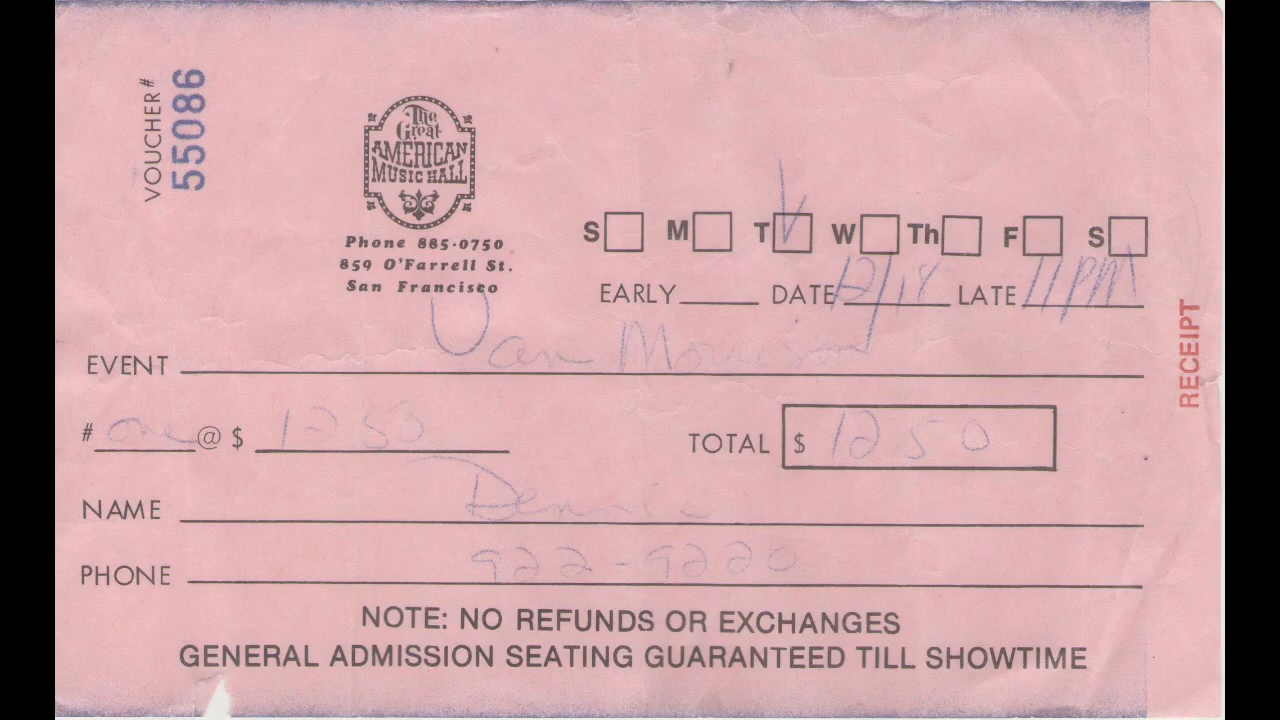 VOUCHER# 55086
The
Great
AMERICAN
MUSIC HALL
Phone 885-0750
859 O'Farrell St.
San Francisco
S M T W Th F S
EARLY DATE 12/18 LATE 11 PM
EVENT Van Morrison
# one @ $ 12 50 TOTAL $ 12 50
NAME Dennis
PHONE 922-9220
NOTE: NO REFUNDS OR EXCHANGES
GENERAL ADMISSION SEATING GUARANTEED TILL SHOWTIME
RECEIPT